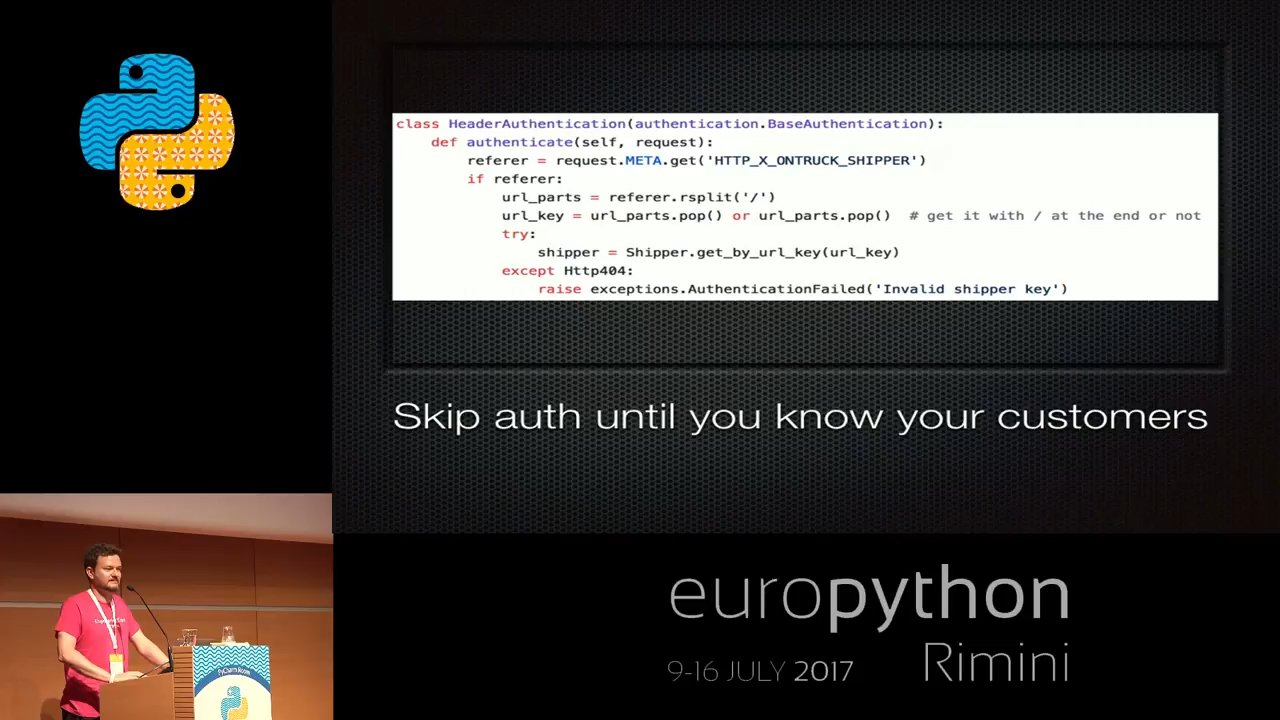 class HeaderAuthentication(authentication.BaseAuthentication):
    def authenticate(self, request):
        referer = request.META.get('HTTP_X_ONTRUCK_SHIPPER')
        if referer:
            url_parts = referer.rsplit('/')
            url_key = url_parts.pop() or url_parts.pop()  # get it with / at the end or not
            try:
                shipper = Shipper.get_by_url_key(url_key)
            except Http404:
                raise exceptions.AuthenticationFailed('Invalid shipper key')
Skip auth until you know your customers
PyCharm Room
europython
Rimini
9-16 JULY 2017